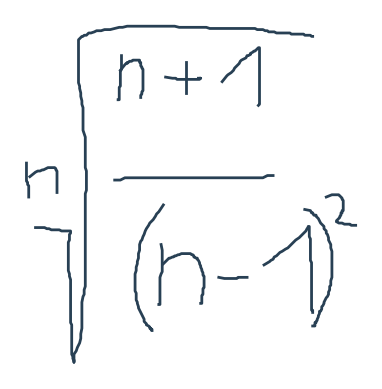 n
n + 1
(n - 1)²